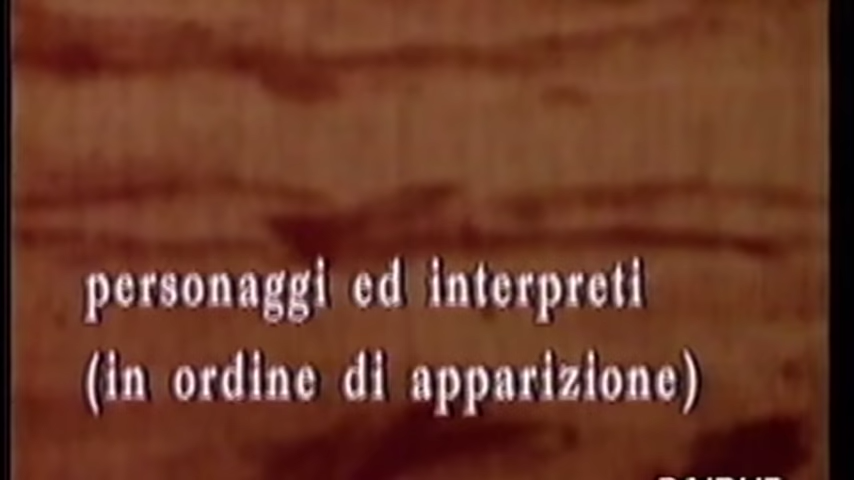 personaggi ed interpreti
(in ordine di apparizione)